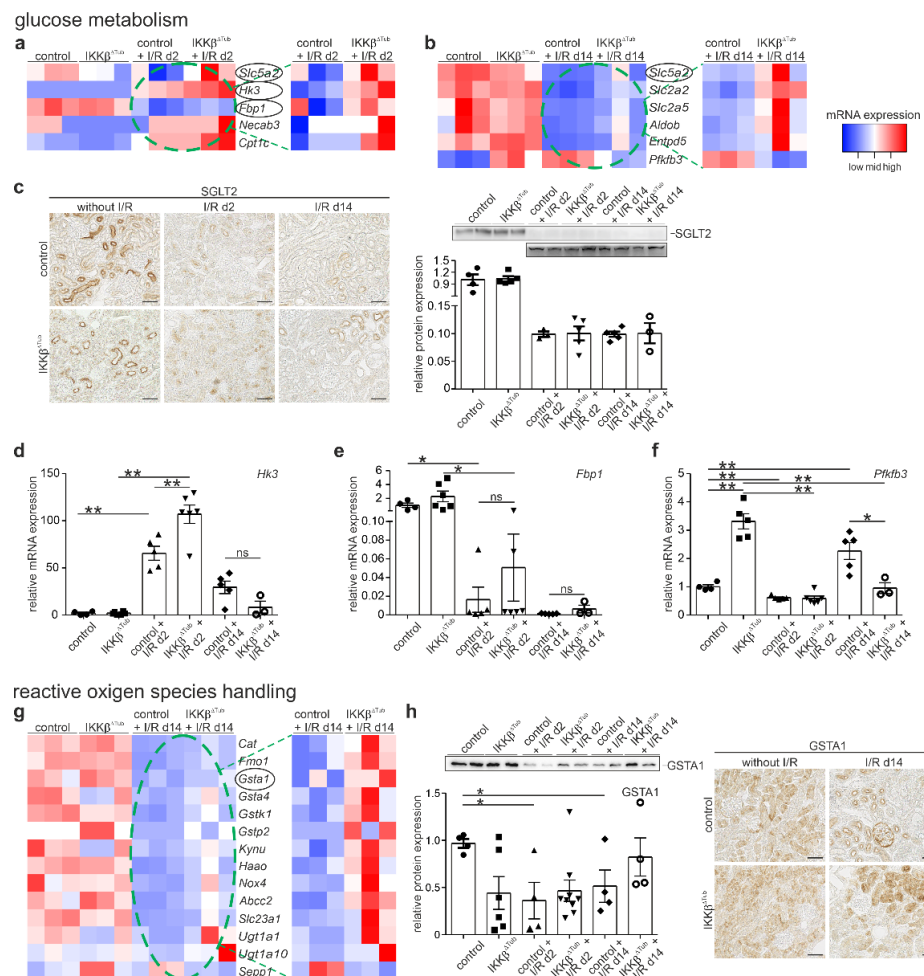 glucose metabolism
a
control IKKβΔTub control + I/R d2 IKKβΔTub + I/R d2 control + I/R d2 IKKβΔTub + I/R d2
Slc5a2
Hk3
Fbp1
Necab3
Cpt1c
b
control IKKβΔTub control + I/R d14 IKKβΔTub + I/R d14 control + I/R d14 IKKβΔTub + I/R d14
Slc5a2
Slc2a2
Slc2a5
Aldob
Entpd5
Pfkfb3
mRNA expression
low mid high
c
SGLT2
without I/R I/R d2 I/R d14
control
IKKβΔTub
control IKKβΔTub control + I/R d2 IKKβΔTub + I/R d2 control + I/R d14 IKKβΔTub + I/R d14
-SGLT2
relative protein expression
1.5
1.2
0.9
0.10
0.05
0.00
control IKKβΔTub control + I/R d2 IKKβΔTub + I/R d2 control + I/R d14 IKKβΔTub + I/R d14
d
Hk3
relative mRNA expression
150
100
50
0
** ** ** ns
control IKKβΔTub control + I/R d2 IKKβΔTub + I/R d2 control + I/R d14 IKKβΔTub + I/R d14
e
Fbp1
relative mRNA expression
6
4
2
0.10
0.08
0.06
0.04
0.02
0
* * ns ns
control IKKβΔTub control + I/R d2 IKKβΔTub + I/R d2 control + I/R d14 IKKβΔTub + I/R d14
f
Pfkfb3
relative mRNA expression
5
4
3
2
1
0
** ** ** ** ** *
control IKKβΔTub control + I/R d2 IKKβΔTub + I/R d2 control + I/R d14 IKKβΔTub + I/R d14
reactive oxigen species handling
g
control IKKβΔTub control + I/R d14 IKKβΔTub + I/R d14 control + I/R d14 IKKβΔTub + I/R d14
Cat
Fmo1
Gsta1
Gsta4
Gstk1
Gstp2
Kynu
Haao
Nox4
Abcc2
Slc23a1
Ugt1a1
Ugt1a10
Sepp1
h
control IKKβΔTub control + I/R d2 IKKβΔTub + I/R d2 control + I/R d14 IKKβΔTub + I/R d14
-GSTA1
GSTA1
relative protein expression
1.5
1.0
0.5
0.0
* *
control IKKβΔTub control + I/R d2 IKKβΔTub + I/R d2 control + I/R d14 IKKβΔTub + I/R d14
GSTA1
without I/R I/R d14
control
IKKβΔTub